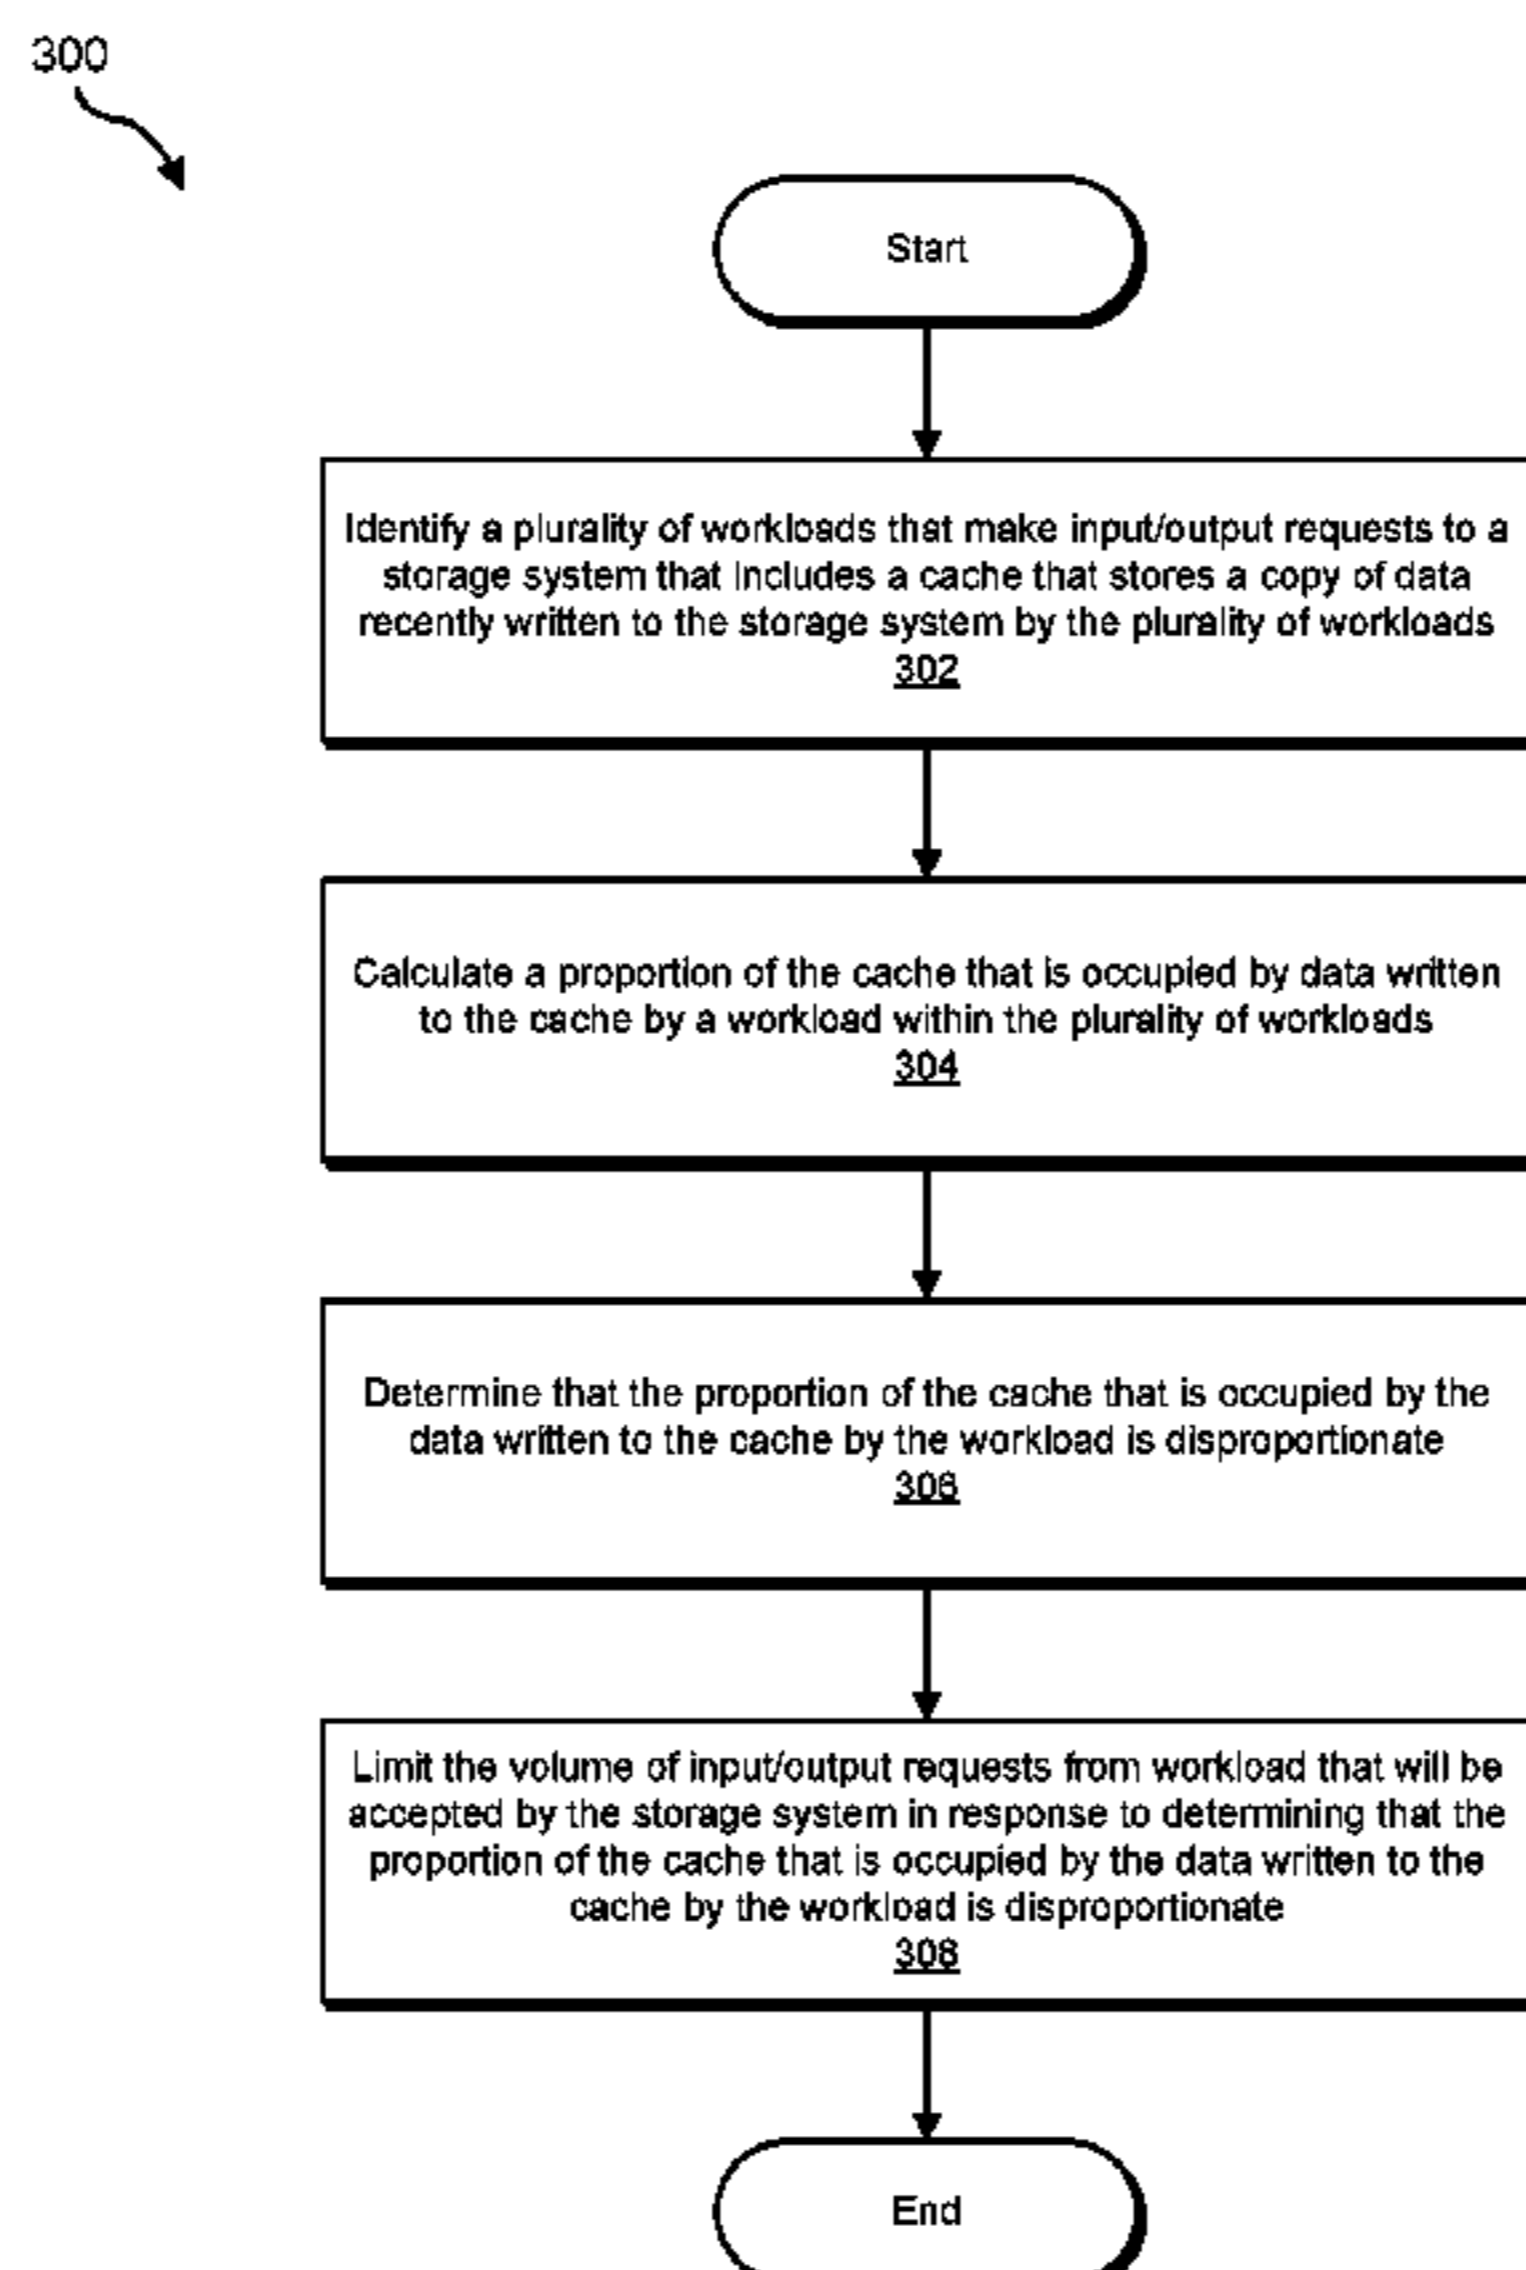 300
Start
Identify a plurality of workloads that make input/output requests to a
storage system that includes a cache that stores a copy of data
recently written to the storage system by the plurality of workloads
302
Calculate a proportion of the cache that is occupied by data written
to the cache by a workload within the plurality of workloads
304
Determine that the proportion of the cache that is occupied by the
data written to the cache by the workload is disproportionate
306
Limit the volume of input/output requests from workload that will be
accepted by the storage system in response to determining that the
proportion of the cache that is occupied by the data written to the
cache by the workload is disproportionate
308
End